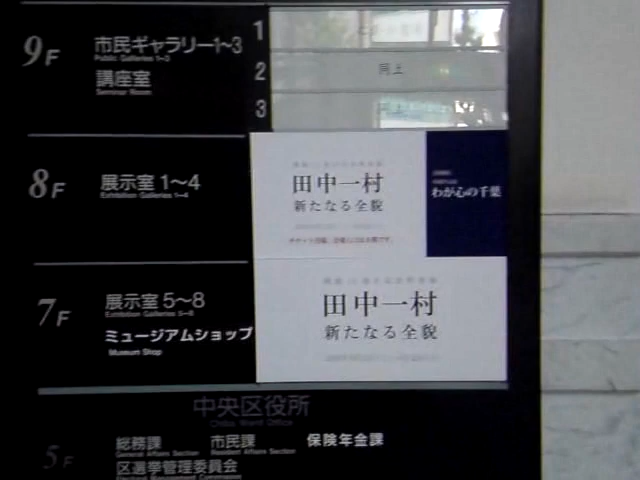 9F
市民ギャラリー1〜3
Public Galleries 1-3
講座室
Seminar Room
1
2
同上
3
8F
展示室 1〜4
Exhibition Galleries 1-4
田中一村
新たなる全貌
わが心の千葉
7F
展示室 5〜8
Exhibition Galleries 5-8
ミュージアムショップ
Museum Shop
田中一村
新たなる全貌
中央区役所
Chuo Ward Office
5F
総務課 市民課 保険年金課
General Affairs Section Resident Affairs Section
区選挙管理委員会